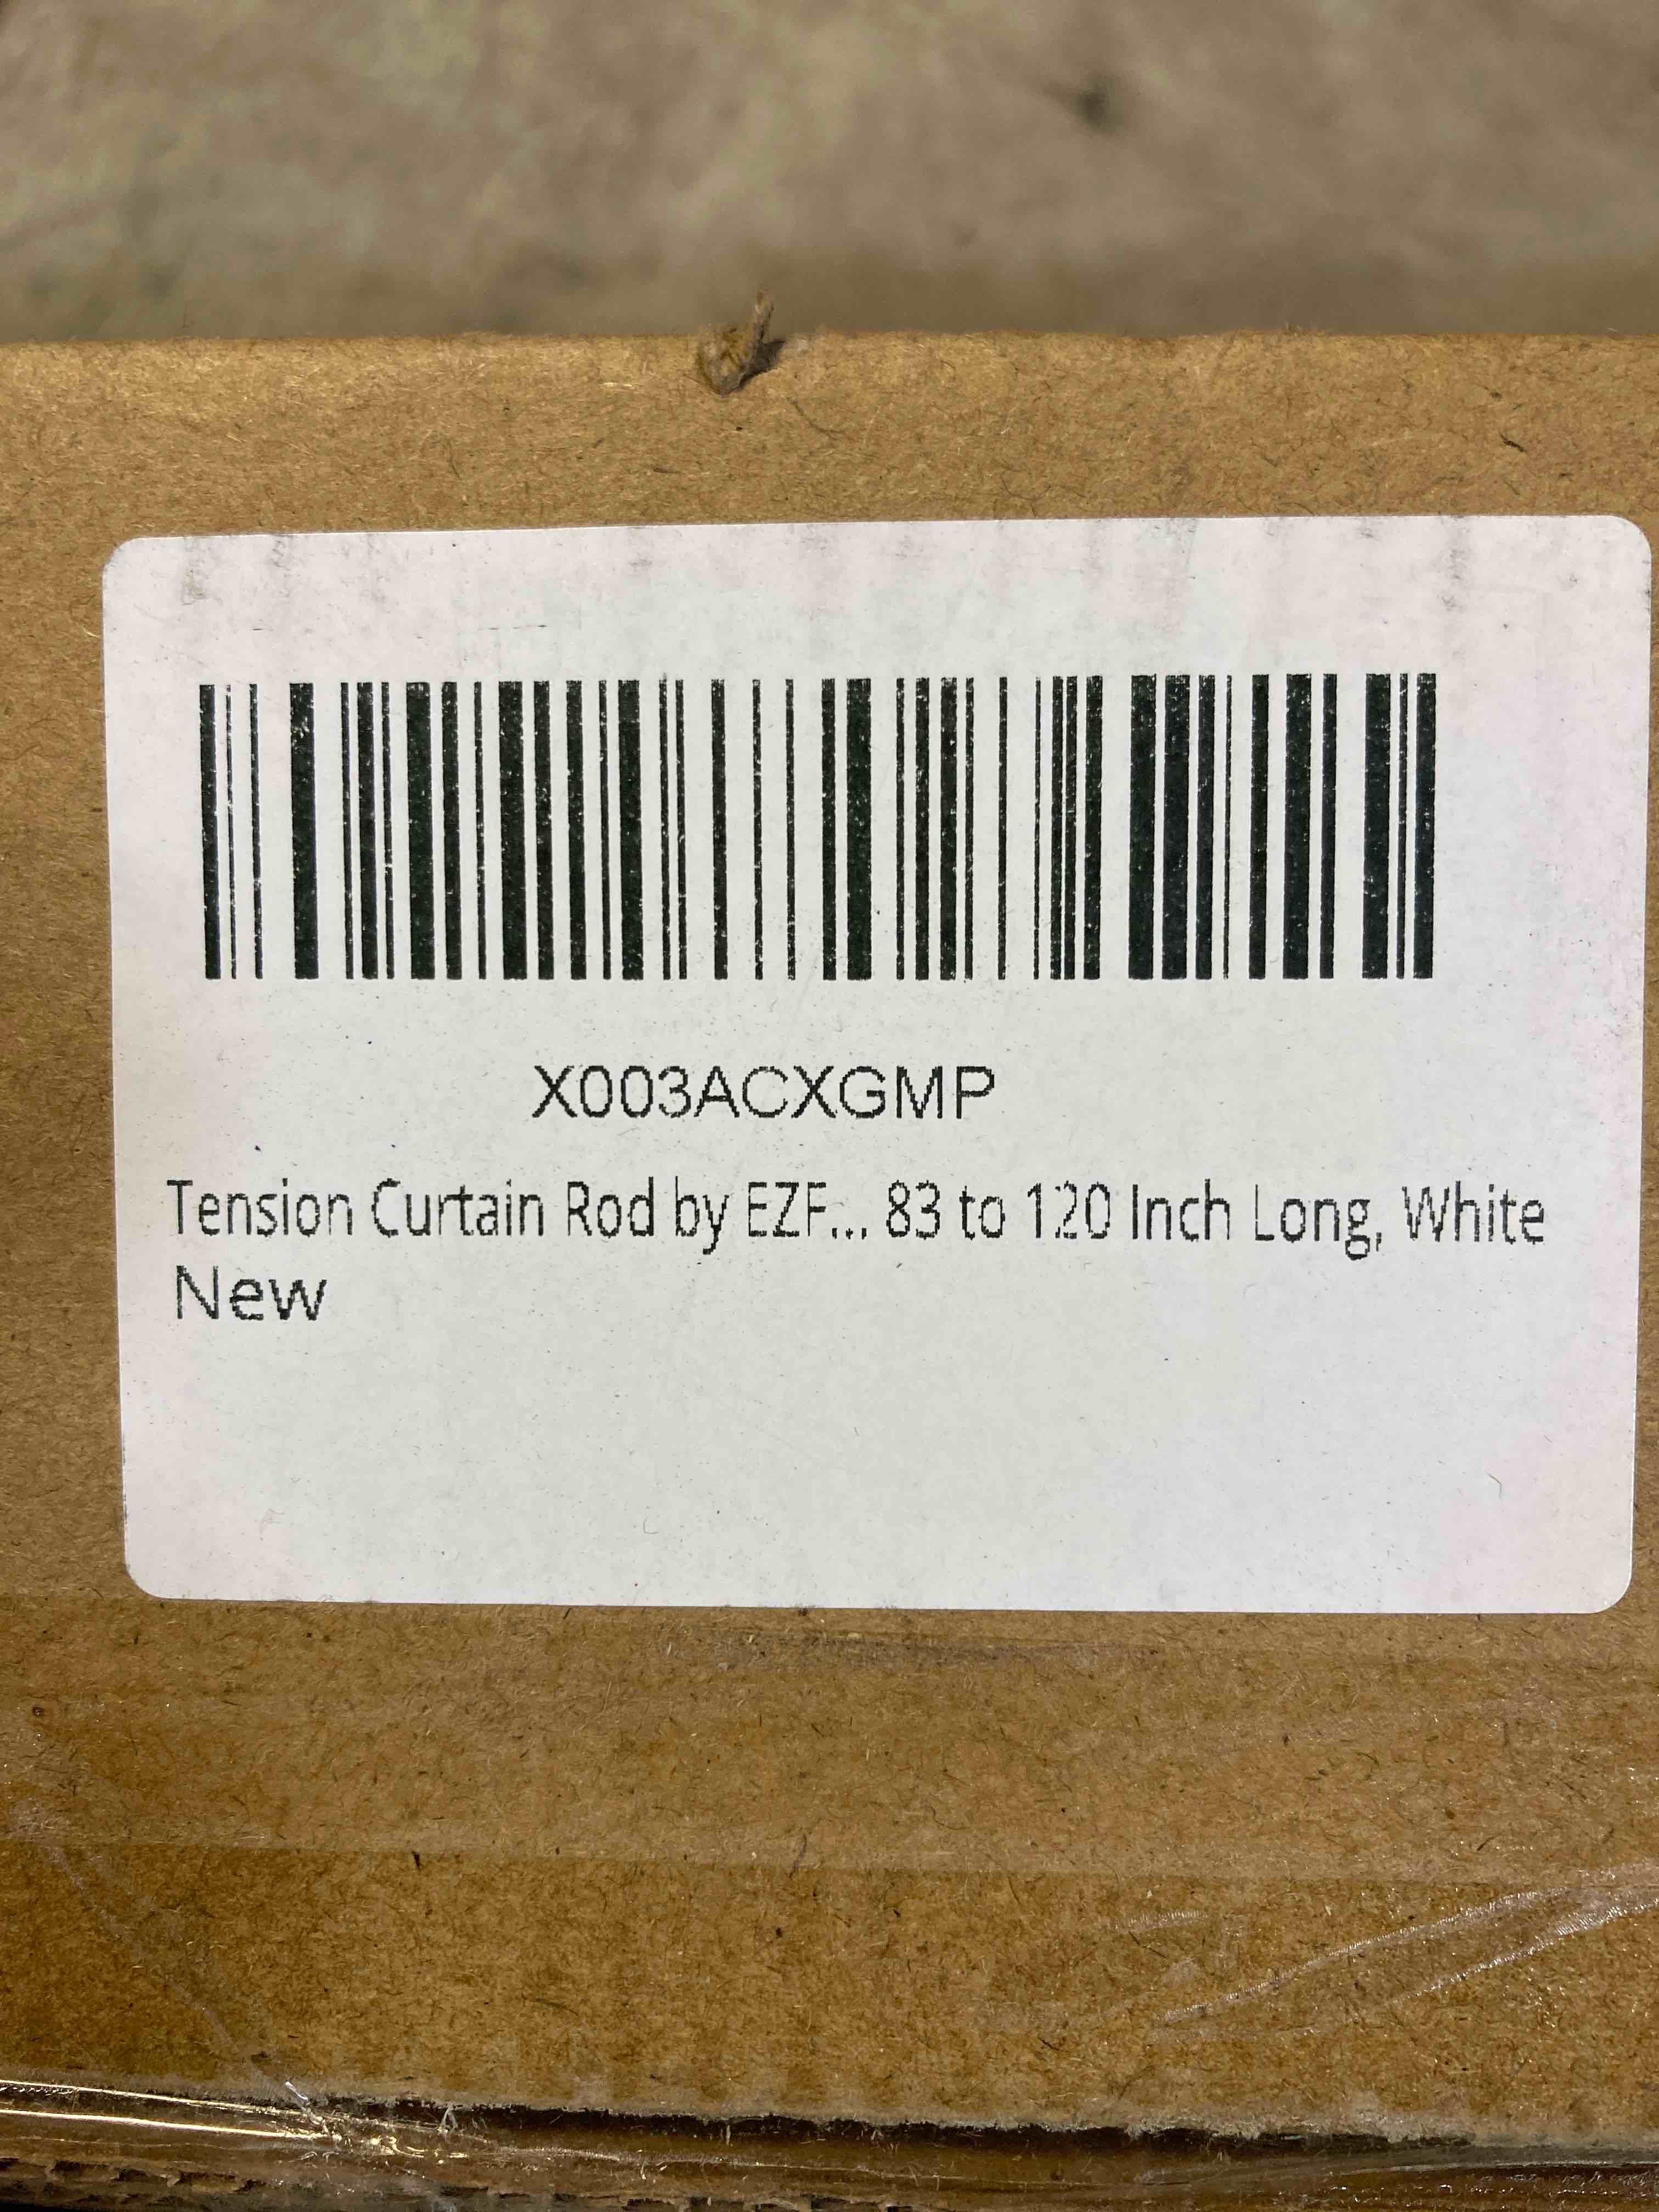 X003ACXGMP
Tension Curtain Rod by EZF... 83 to 120 Inch Long, White
New